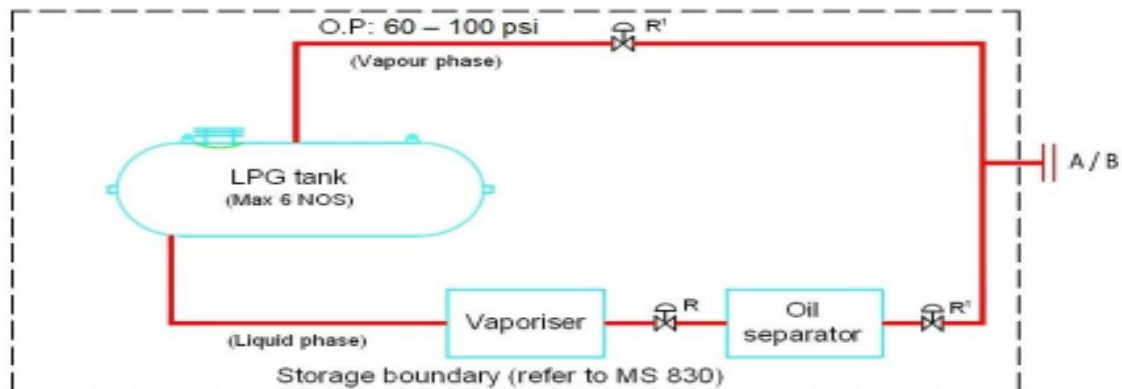 O.P: 60 – 100 psi
R¹
(Vapour phase)
A / B
LPG tank
(Max 6 NOS)
R
R¹
Vaporiser
Oil
separator
(Liquid phase)
Storage boundary (refer to MS 830)